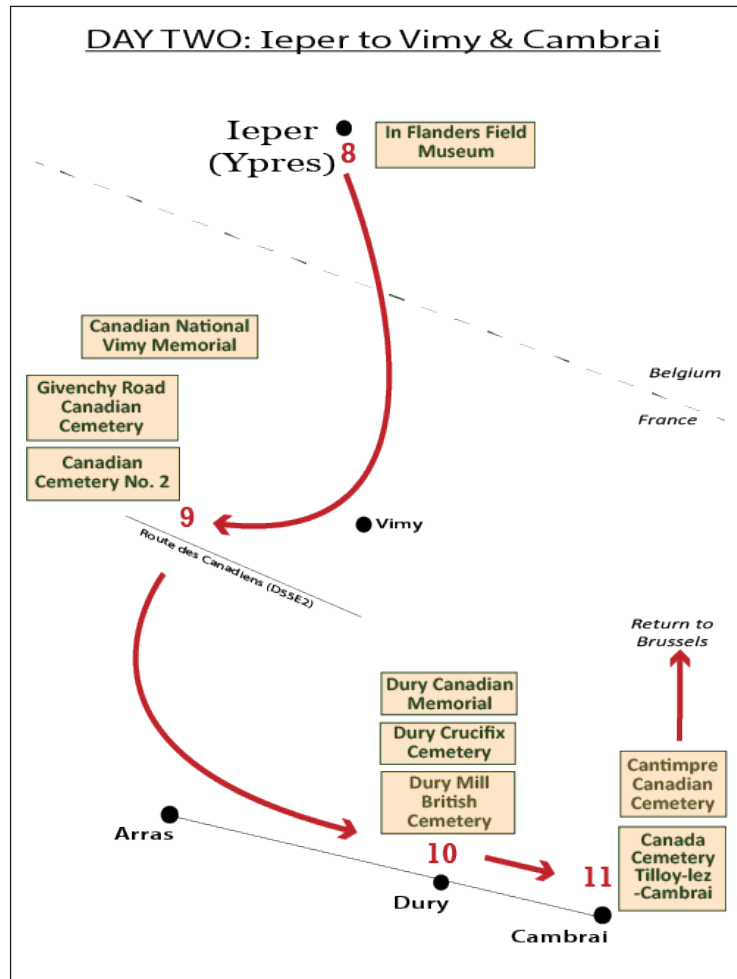 DAY TWO: Ieper to Vimy & Cambrai
Ieper
(Ypres)
8
In Flanders Field
Museum
Canadian National
Vimy Memorial
Belgium
France
Givenchy Road
Canadian
Cemetery
Canadian
Cemetery No. 2
9
Vimy
Route des Canadiens (D55E2)
Return to
Brussels
Dury Canadian
Memorial
Dury Crucifix
Cemetery
Dury Mill
British
Cemetery
Cantimpre
Canadian
Cemetery
Canada
Cemetery
Tilloy-lez
-Cambrai
Arras
10
Dury
11
Cambrai